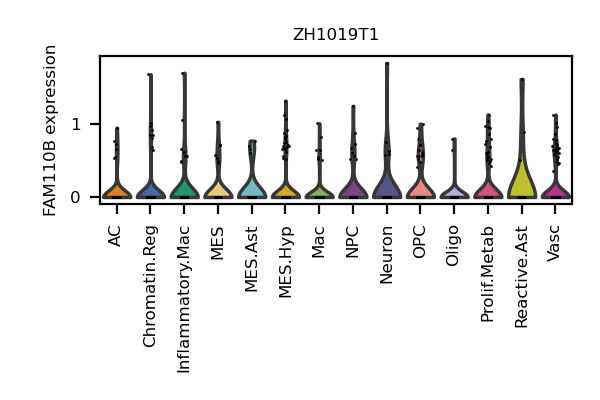 ZH1019T1
FAM110B expression
1
0
AC
Chromatin.Reg
Inflammatory.Mac
MES
MES.Ast
MES.Hyp
Mac
NPC
Neuron
OPC
Oligo
Prolif.Metab
Reactive.Ast
Vasc